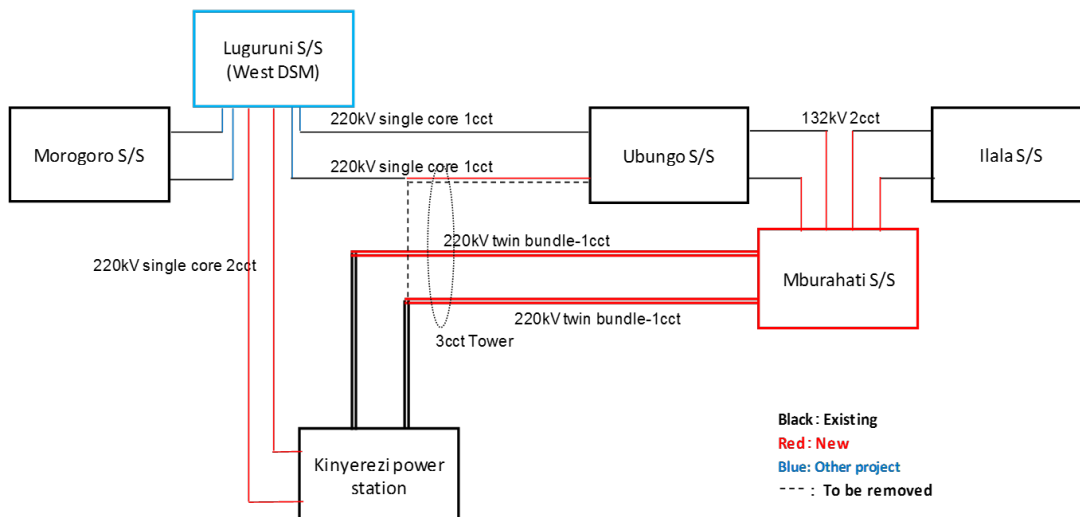 Luguruni S/S
(West DSM)
Morogoro S/S
220kV single core 1cct
220kV single core 1cct
Ubungo S/S
132kV 2cct
Ilala S/S
220kV single core 2cct
220kV twin bundle-1cct
220kV twin bundle-1cct
3cct Tower
Mburahati S/S
Kinyerezi power
station
Black: Existing
Red: New
Blue: Other project
----: To be removed